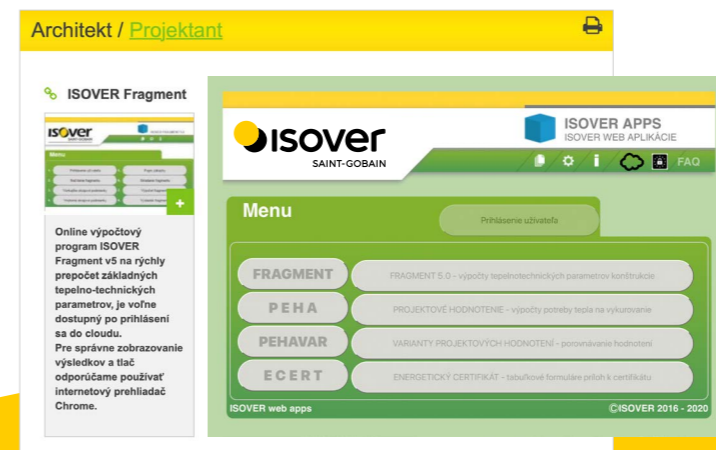 Architekt / Projektant
ISOVER Fragment
isover
SAINT-GOBAIN
Menu
Online výpočtový
program ISOVER
Fragment v5 na rýchly
prepočet základných
tepelno-technických
parametrov, je voľne
dostupný po prihlásení
sa do cloudu.
Pre správne zobrazovanie
výsledkov a tlač
odporúčame používať
internetový prehliadač
Chrome.
isover
SAINT-GOBAIN
ISOVER APPS
ISOVER WEB APLIKÁCIE
FAQ
Menu
Prihlásenie užívateľa
FRAGMENT
FRAGMENT 5.0 - výpočty tepelnotechnických parametrov konštrukcie
PEHA
PROJEKTOVÉ HODNOTENIE - výpočty potreby tepla na vykurovanie
PEHAVAR
VARIANTY PROJEKTOVÝCH HODNOTENÍ - porovnávanie hodnotení
ECERT
ENERGETICKÝ CERTIFIKÁT - tabuľkové formuláre príloh k certifikátu
ISOVER web apps
©ISOVER 2016 - 2020